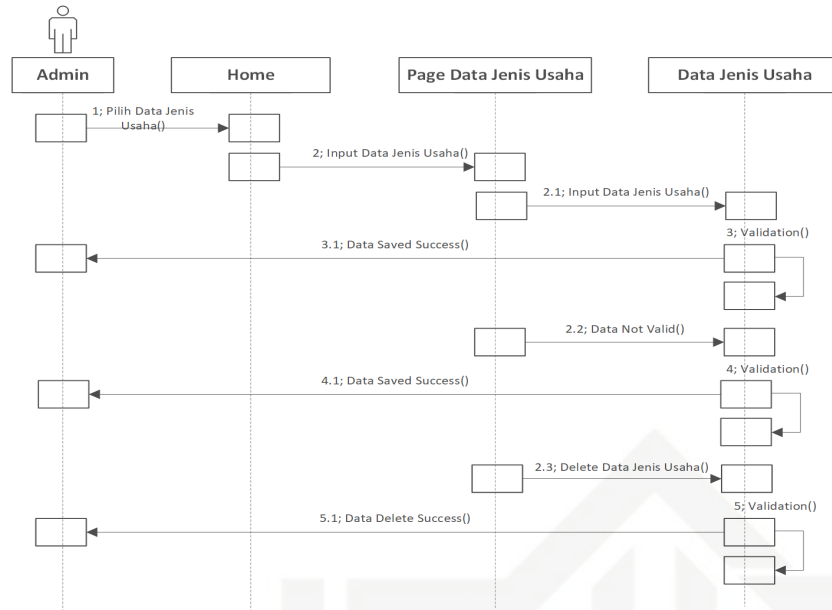 Admin
Home
Page Data Jenis Usaha
Data Jenis Usaha
1; Pilih Data Jenis
Usaha()
2; Input Data Jenis Usaha()
2.1; Input Data Jenis Usaha()
3; Validation()
3.1; Data Saved Success()
2.2; Data Not Valid()
4; Validation()
4.1; Data Saved Success()
2.3; Delete Data Jenis Usaha()
5; Validation()
5.1; Data Delete Success()